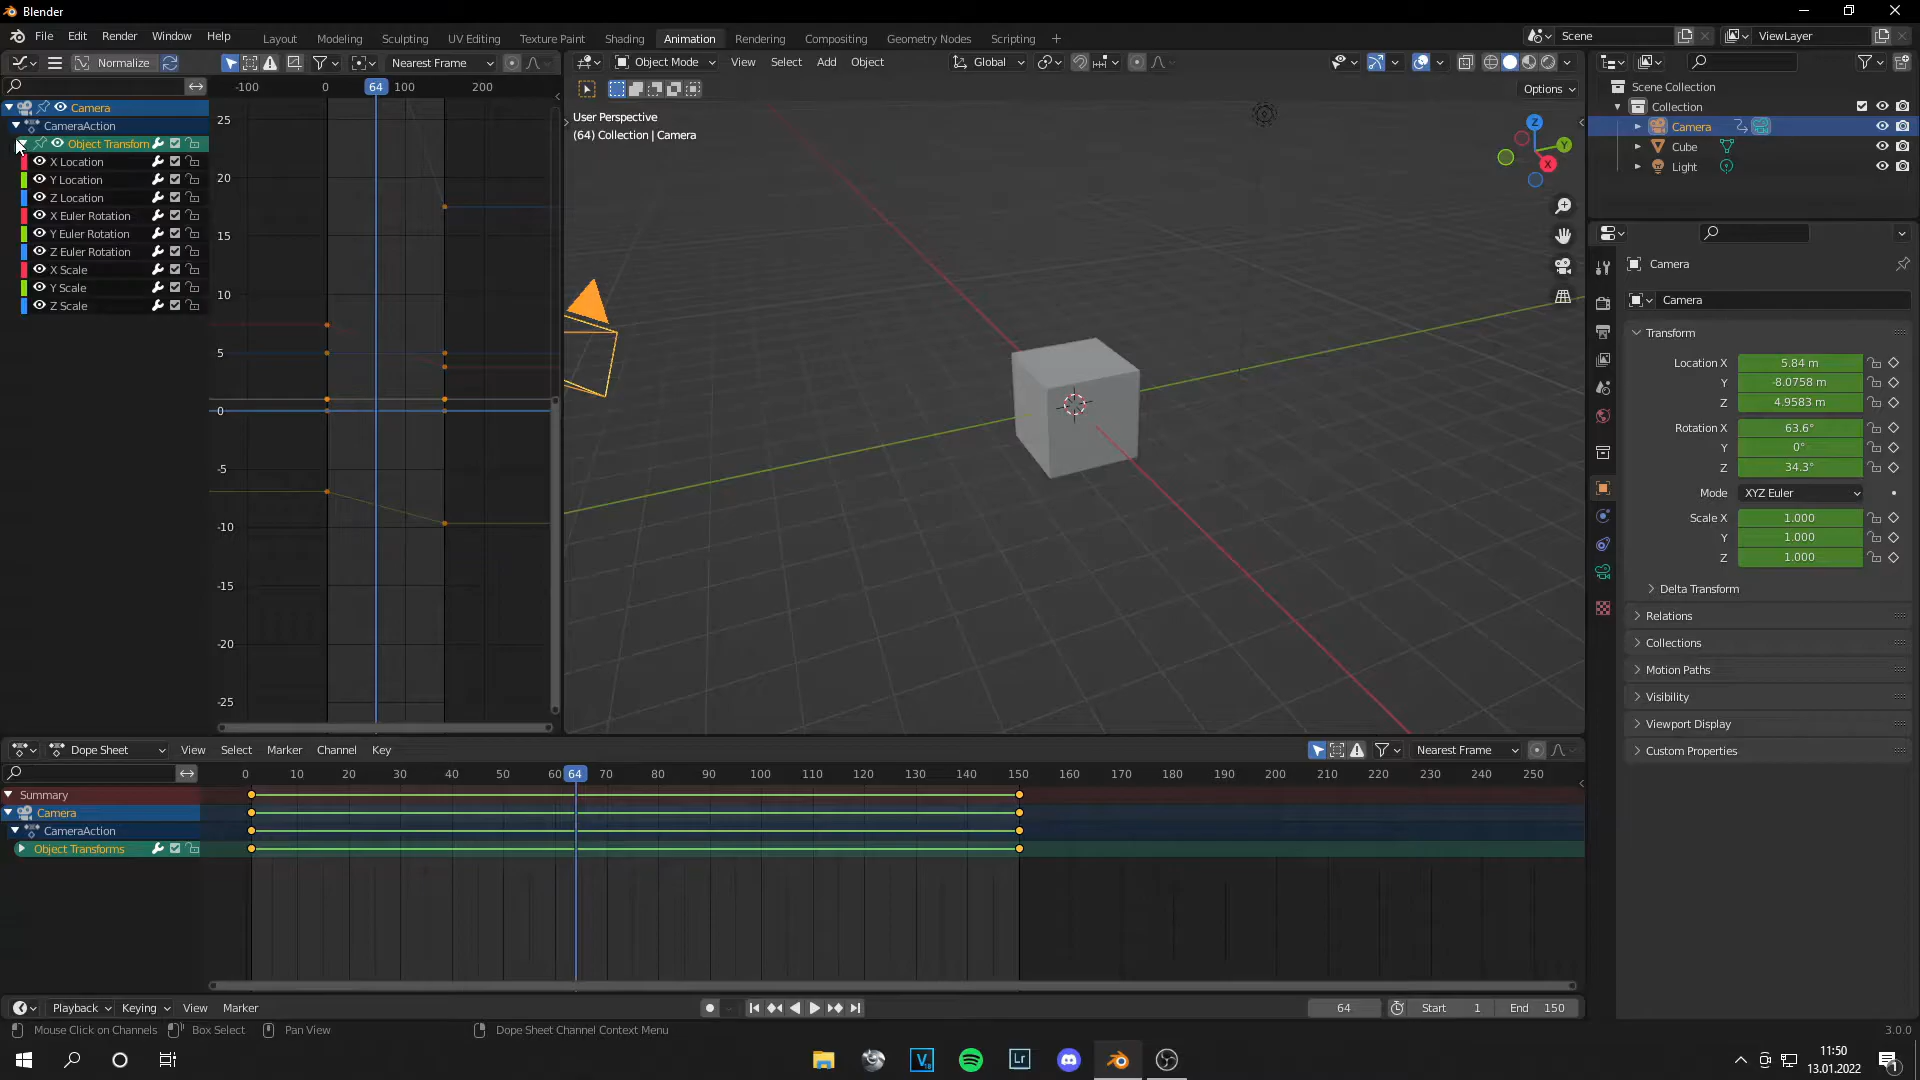 Blender
File Edit Render Window Help
Layout Modeling Sculpting UV Editing Texture Paint Shading Animation Rendering Compositing Geometry Nodes Scripting
Scene
ViewLayer
Normalize
Nearest Frame
Object Mode View Select Add Object
Global
Options
-100 0 64 100 200
Camera
CameraAction
Object Transform
X Location
Y Location
Z Location
X Euler Rotation
Y Euler Rotation
Z Euler Rotation
X Scale
Y Scale
Z Scale
25
20
15
10
5
0
-5
-10
-15
-20
-25
User Perspective
(64) Collection | Camera
Z
Y
X
Scene Collection
Collection
Camera
Cube
Light
Camera
Camera
Transform
Location X 5.84 m
Y -8.0758 m
Z 4.9583 m
Rotation X 63.6°
Y 0°
Z 34.3°
Mode XYZ Euler
Scale X 1.000
Y 1.000
Z 1.000
Delta Transform
Relations
Collections
Motion Paths
Visibility
Viewport Display
Custom Properties
Dope Sheet View Select Marker Channel Key
Nearest Frame
0 10 20 30 40 50 60 64 70 80 90 100 110 120 130 140 150 160 170 180 190 200 210 220 230 240 250
Summary
Camera
CameraAction
Object Transforms
Playback Keying View Marker
64 Start 1 End 150
Mouse Click on Channels Box Select Pan View Dope Sheet Channel Context Menu
3.0.0
V
18
Lr
11:50
13.01.2022
1